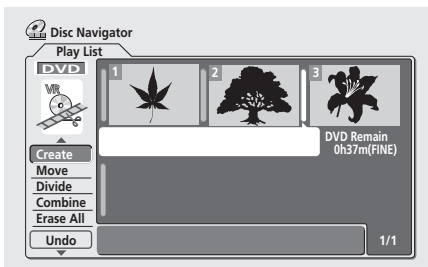 Disc Navigator
Play List
DVD
VR
1
2
3
DVD Remain
0h37m(FINE)
Create
Move
Divide
Combine
Erase All
Undo
1/1